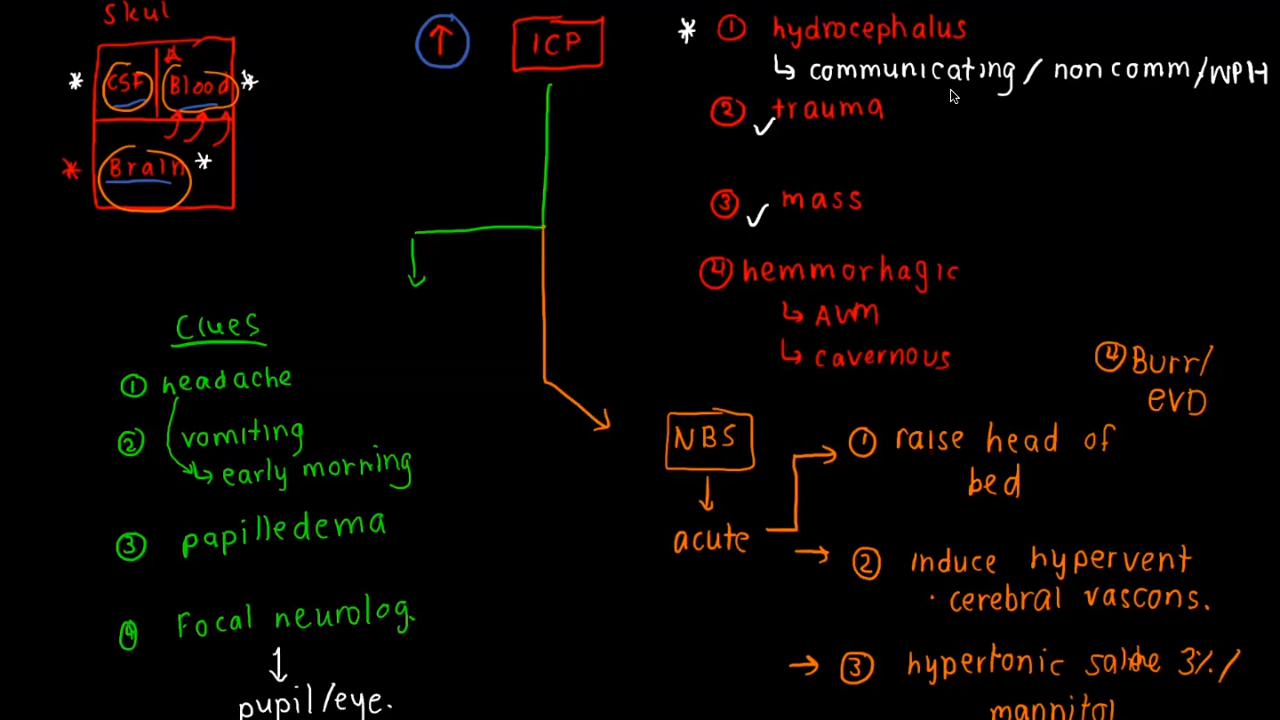 Skul
CSF
Blood
Brain
↑ ICP
* ① hydrocephalus
↳ communicating / noncomm / NPH
② trauma
③ mass
④ hemmorhagic
↳ AVM
↳ cavernous
Clues
① headache
② vomiting
↳ early morning
③ papilledema
④ Focal neurolog.
pupil/eye.
NBS
acute
① raise head of
bed
② induce hypervent
cerebral vascons.
③ hypertonic saline 3% /
mannitol
④ Burr/
EVD